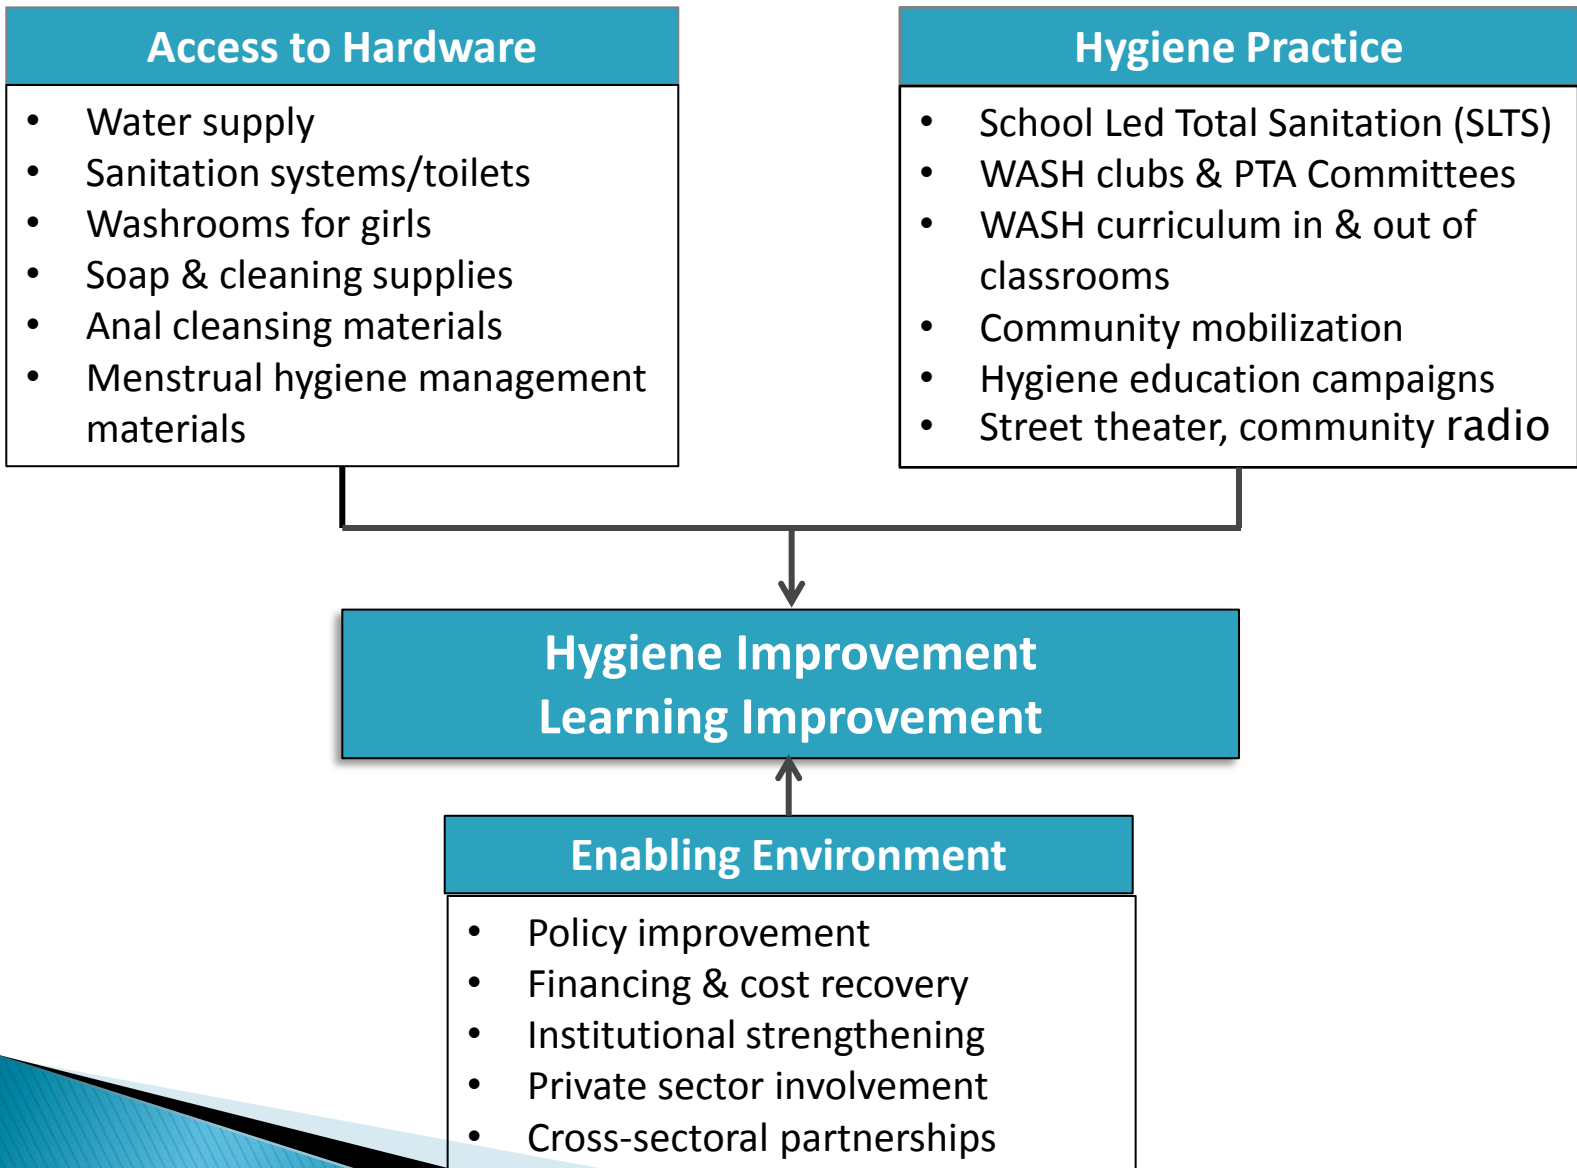 Access to Hardware
• Water supply
• Sanitation systems/toilets
• Washrooms for girls
• Soap & cleaning supplies
• Anal cleansing materials
• Menstrual hygiene management
materials
Hygiene Practice
• School Led Total Sanitation (SLTS)
• WASH clubs & PTA Committees
• WASH curriculum in & out of
classrooms
• Community mobilization
• Hygiene education campaigns
• Street theater, community radio
Hygiene Improvement
Learning Improvement
Enabling Environment
• Policy improvement
• Financing & cost recovery
• Institutional strengthening
• Private sector involvement
• Cross-sectoral partnerships